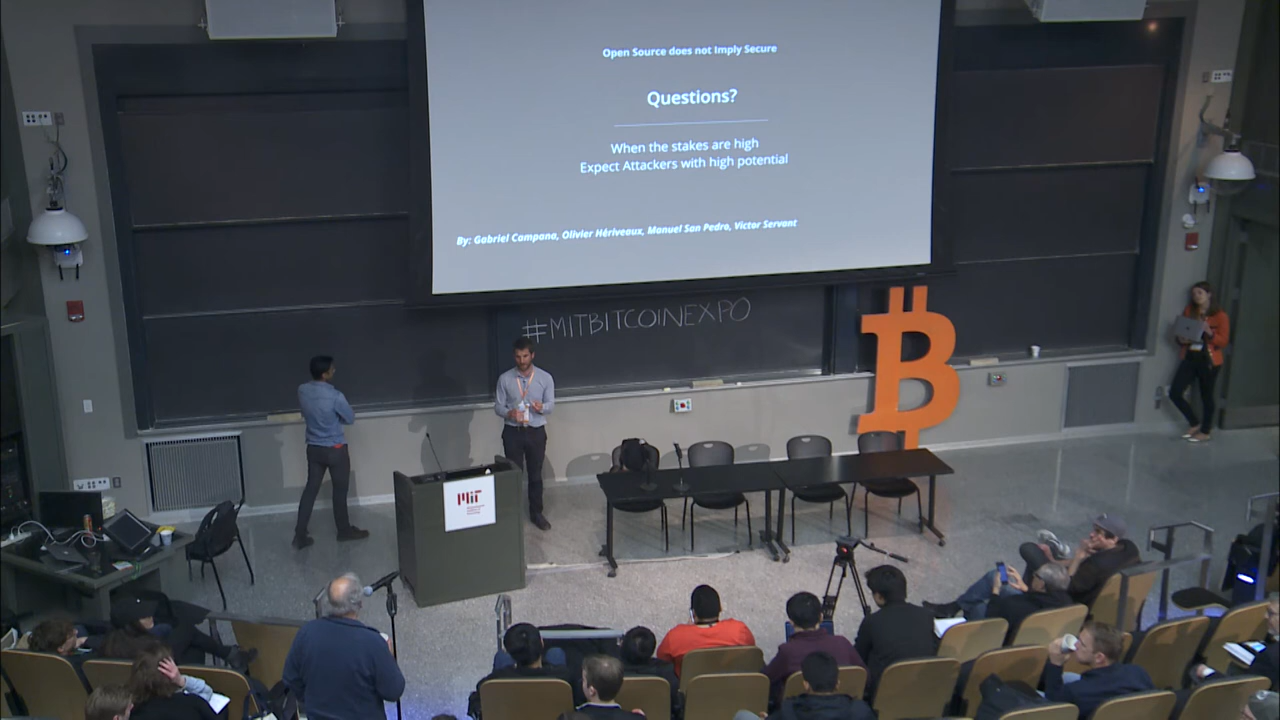 Open Source does not Imply Secure
Questions?
When the stakes are high
Expect Attackers with high potential
By: Gabriel Campana, Olivier Hériveaux, Manuel San Pedro, Victor Servant
#MITBITCOINEXPO
MIT